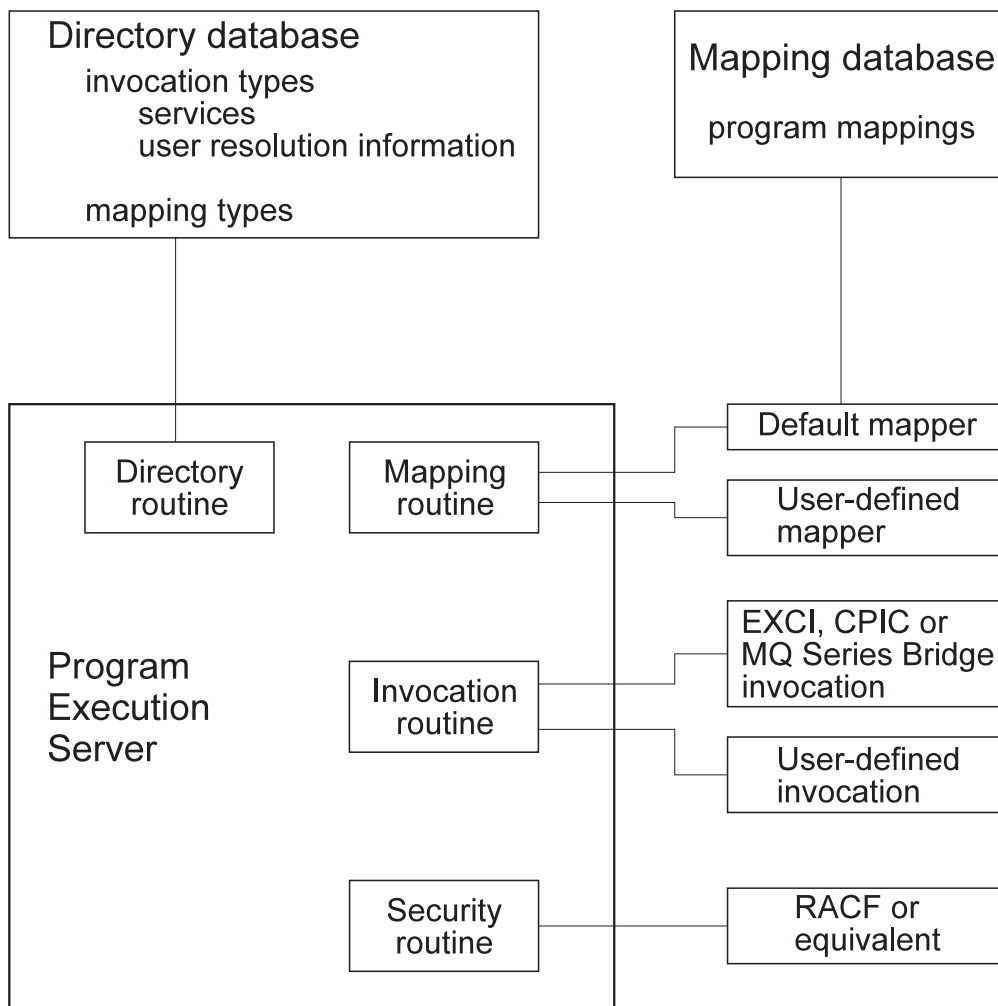 Directory database
invocation types
services
user resolution information
mapping types
Mapping database
program mappings
Directory
routine
Mapping
routine
Default mapper
User-defined
mapper
Program
Execution
Server
Invocation
routine
EXCI, CPIC or
MQ Series Bridge
invocation
User-defined
invocation
Security
routine
RACF or
equivalent